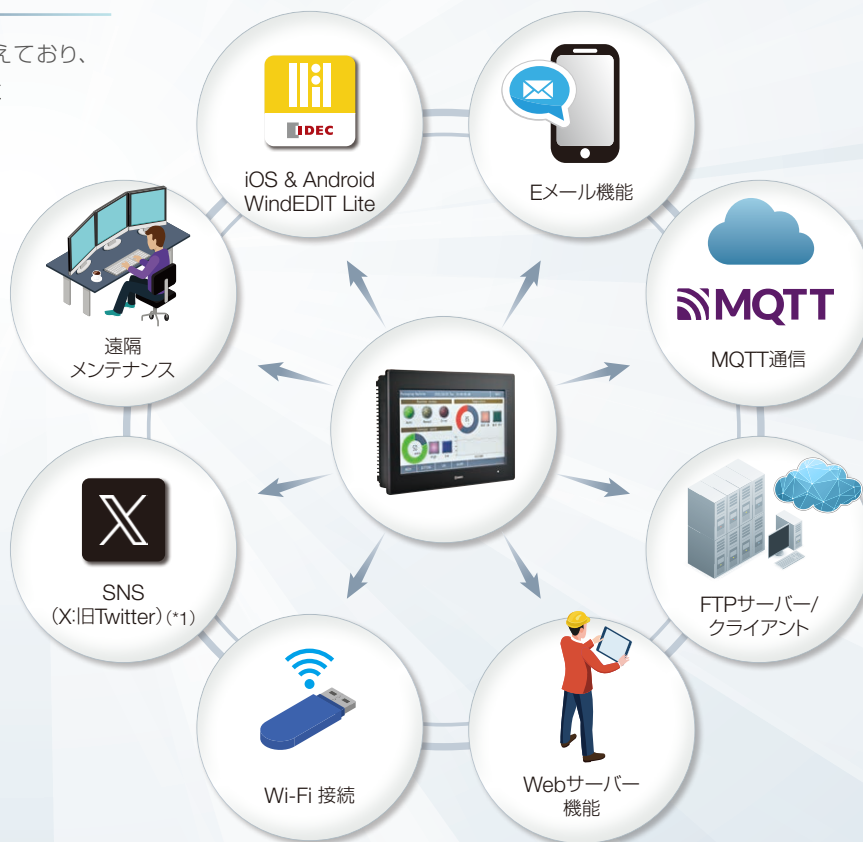 えており、
IDEC
iOS & Android
WindEDIT Lite
Eメール機能
MQTT
MQTT通信
遠隔
メンテナンス
SNS
(X:旧Twitter)(*1)
FTPサーバー/
クライアント
Wi-Fi 接続
Webサーバー
機能